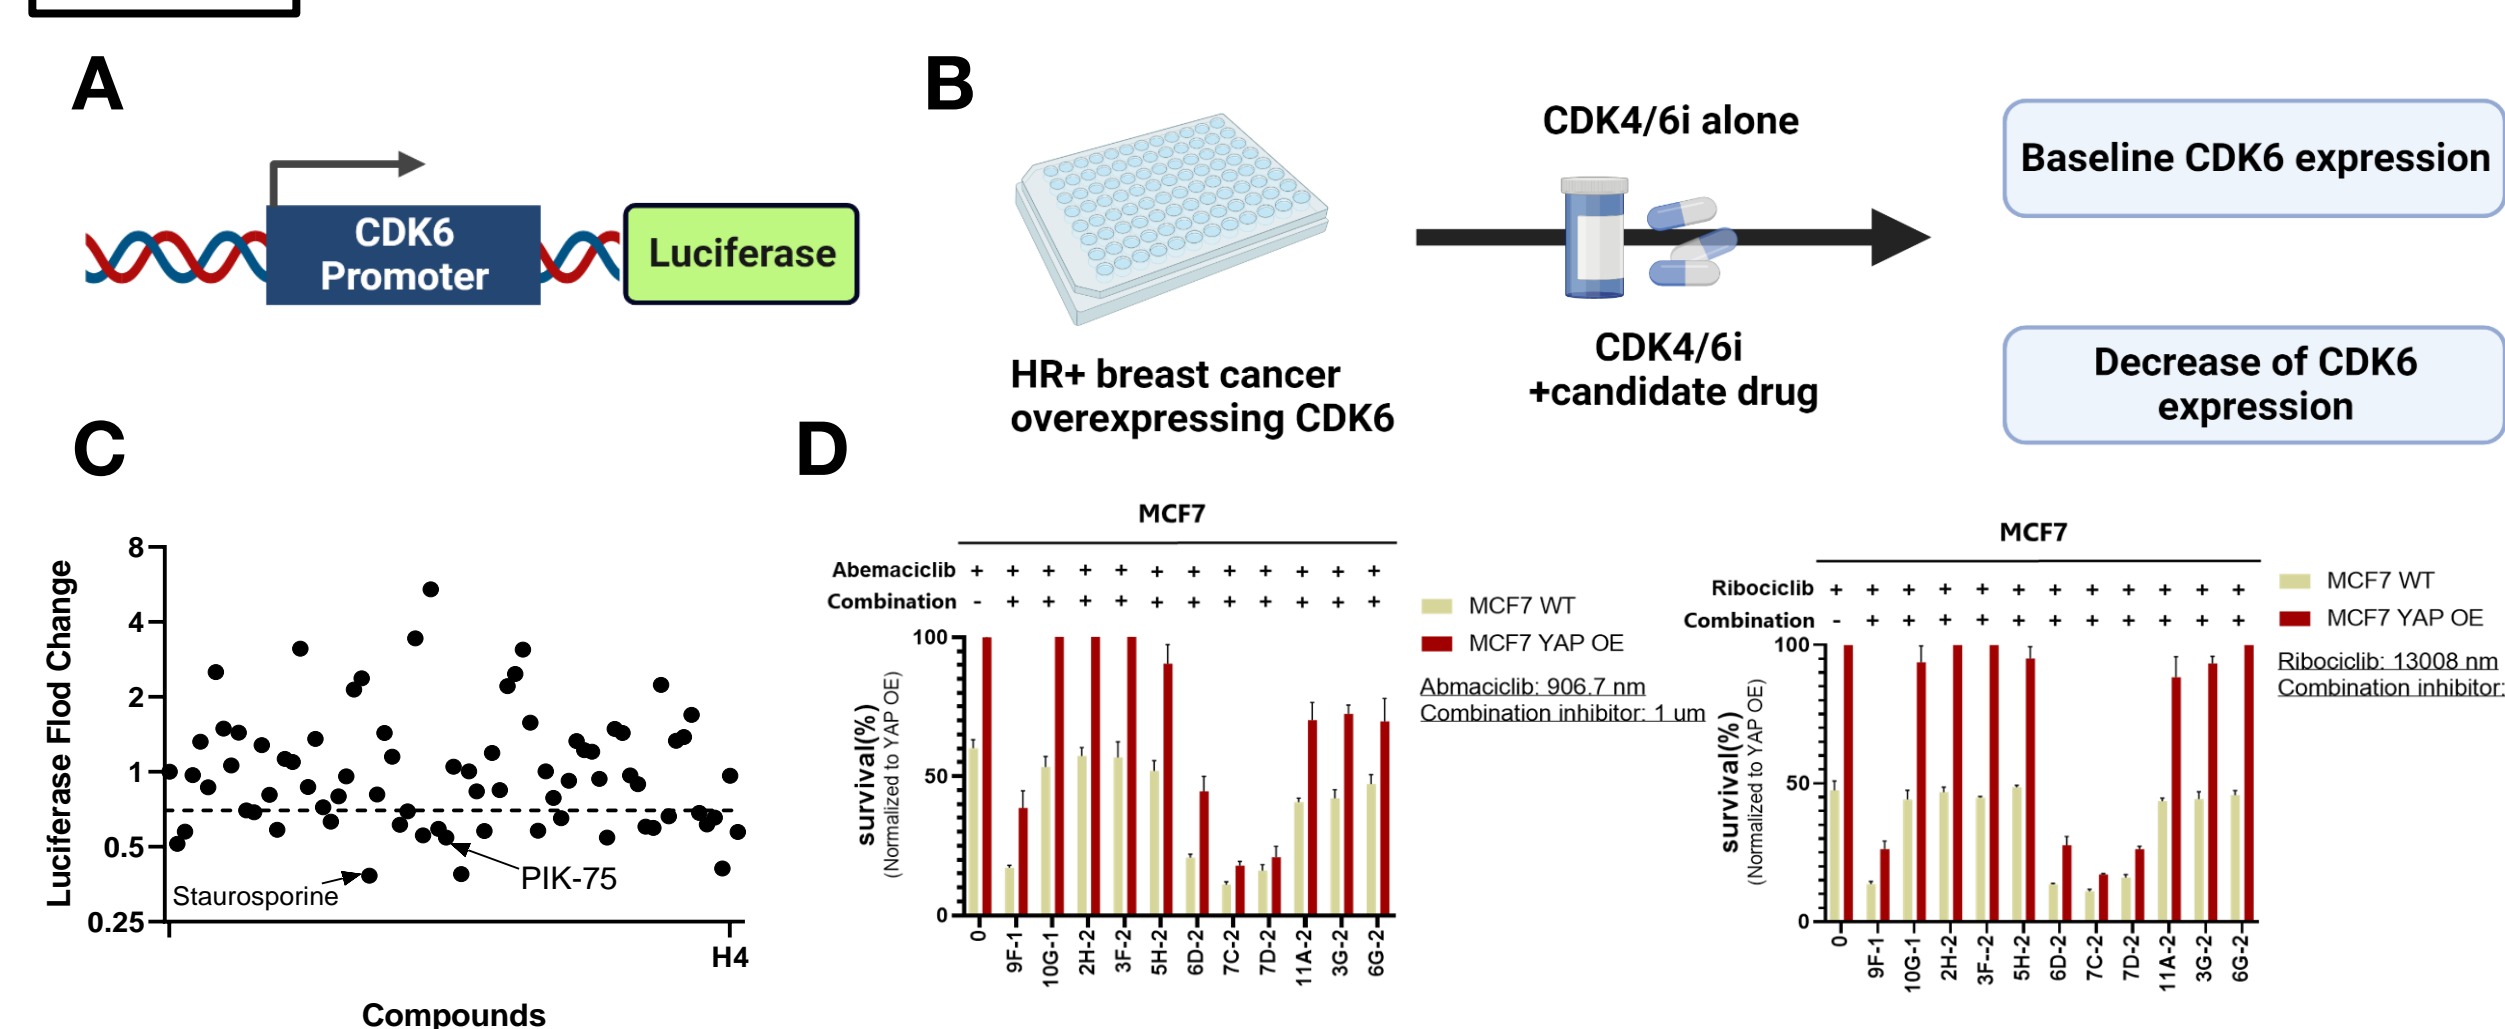 A
CDK6
Promoter
Luciferase
B
HR+ breast cancer
overexpressing CDK6
CDK4/6i alone
CDK4/6i
+candidate drug
Baseline CDK6 expression
Decrease of CDK6
expression
C
Luciferase Flod Change
8
4
2
1
0.5
0.25
Staurosporine
PIK-75
H4
Compounds
D
MCF7
Abemaciclib + + + + + + + + + + + +
Combination - + + + + + + + + + + +
survival(%)
(Normalized to YAP OE)
100
50
0
0 9F-1 10G-1 2H-2 3F-2 5H-2 6D-2 7C-2 7D-2 11A-2 3G-2 6G-2
MCF7 WT
MCF7 YAP OE
Abmaciclib: 906.7 nm
Combination inhibitor: 1 um
MCF7
Ribociclib + + + + + + + + + + + +
Combination - + + + + + + + + + + +
survival(%)
(Normalized to YAP OE)
100
50
0
0 9F-1 10G-1 2H-2 3F--2 5H-2 6D-2 7C-2 7D-2 11A-2 3G-2 6G-2
MCF7 WT
MCF7 YAP OE
Ribociclib: 13008 nm
Combination inhibitor: